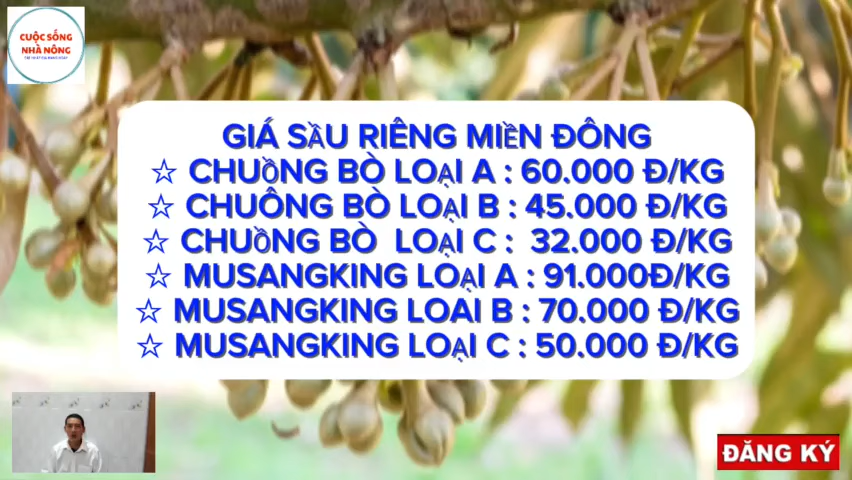 CUỘC SỐNG
NHÀ NÔNG
GIÁ SẦU RIÊNG MIỀN ĐÔNG
☆ CHUỒNG BÒ LOẠI A : 60.000 Đ/KG
☆ CHUÔNG BÒ LOẠI B : 45.000 Đ/KG
☆ CHUỒNG BÒ LOẠI C : 32.000 Đ/KG
☆ MUSANGKING LOẠI A : 91.000Đ/KG
☆ MUSANGKING LOAI B : 70.000 Đ/KG
☆ MUSANGKING LOẠI C : 50.000 Đ/KG
ĐĂNG KÝ